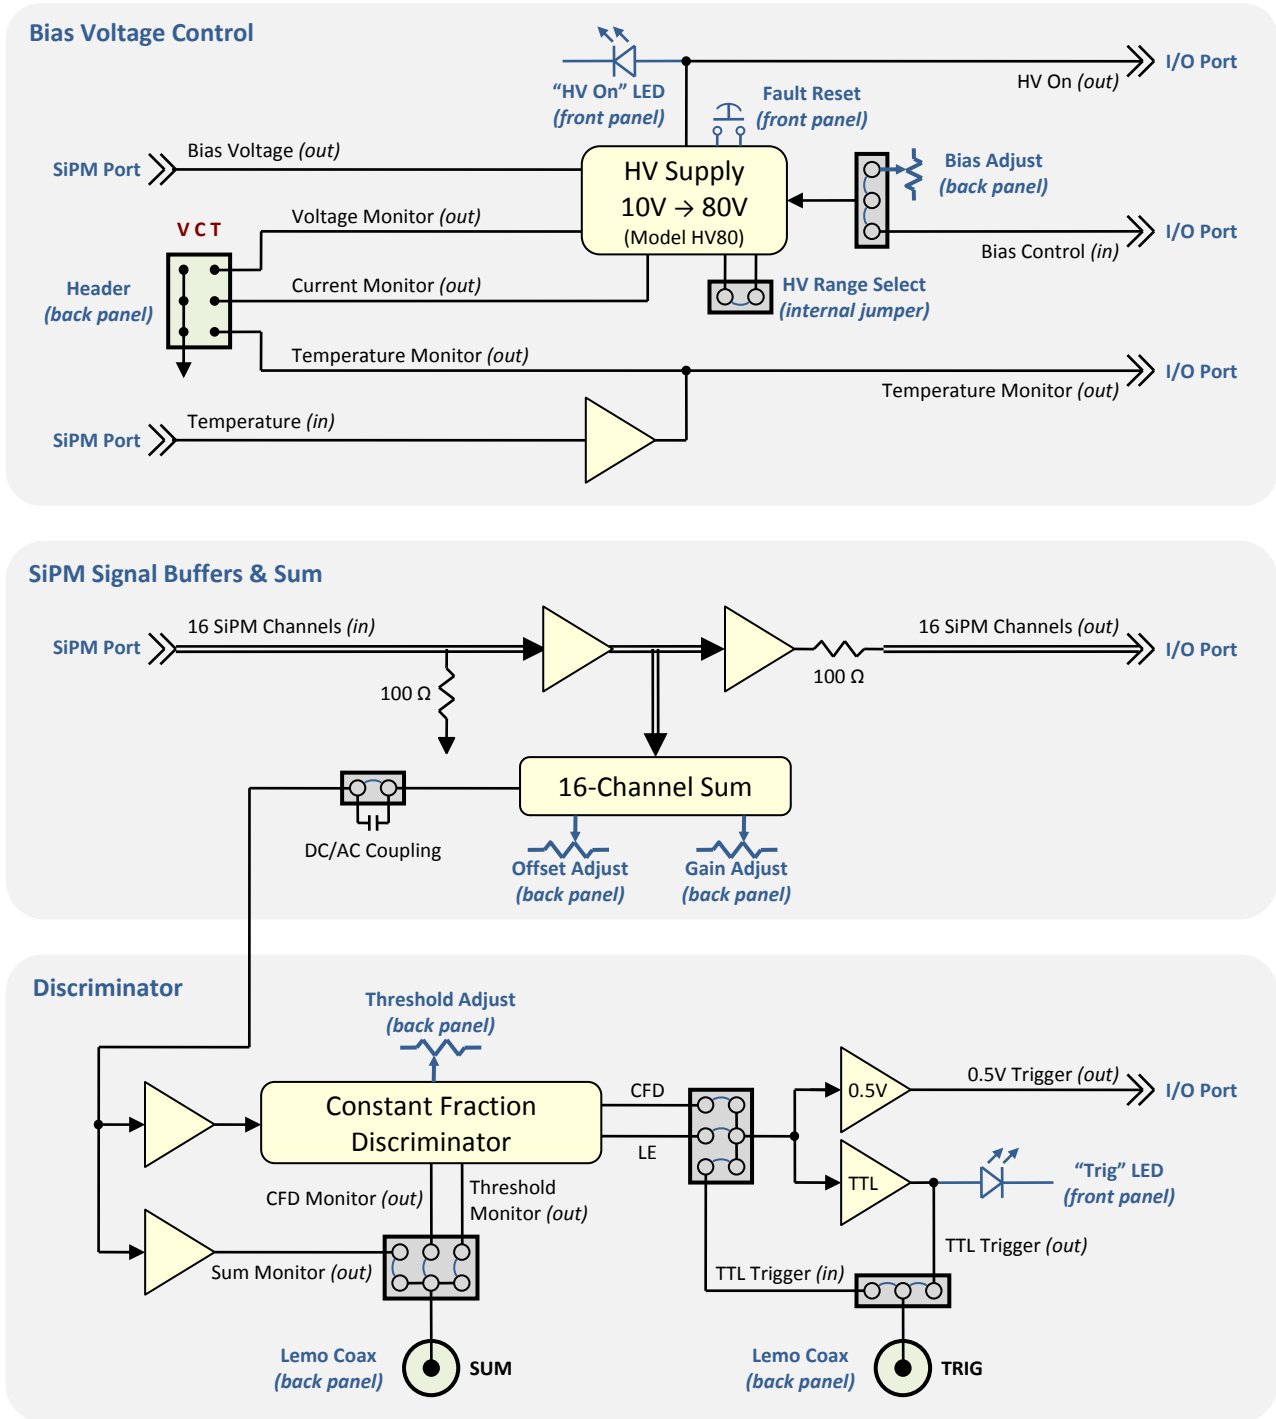 Bias Voltage Control
I/O Port
HV On (out)
"HV On" LED
(front panel)
Fault Reset
(front panel)
SiPM Port
Bias Voltage (out)
HV Supply
10V → 80V
(Model HV80)
Bias Adjust
(back panel)
Voltage Monitor (out)
V C T
I/O Port
Bias Control (in)
Header
(back panel)
Current Monitor (out)
HV Range Select
(internal jumper)
Temperature Monitor (out)
I/O Port
Temperature Monitor (out)
SiPM Port
Temperature (in)
SiPM Signal Buffers & Sum
SiPM Port
16 SiPM Channels (in)
16 SiPM Channels (out)
I/O Port
100 Ω
100 Ω
16-Channel Sum
DC/AC Coupling
Offset Adjust
(back panel)
Gain Adjust
(back panel)
Discriminator
Threshold Adjust
(back panel)
Constant Fraction
Discriminator
CFD
LE
0.5V
0.5V Trigger (out)
I/O Port
TTL
"Trig" LED
(front panel)
CFD Monitor (out)
Threshold
Monitor (out)
Sum Monitor (out)
TTL Trigger (out)
TTL Trigger (in)
Lemo Coax
(back panel)
SUM
Lemo Coax
(back panel)
TRIG